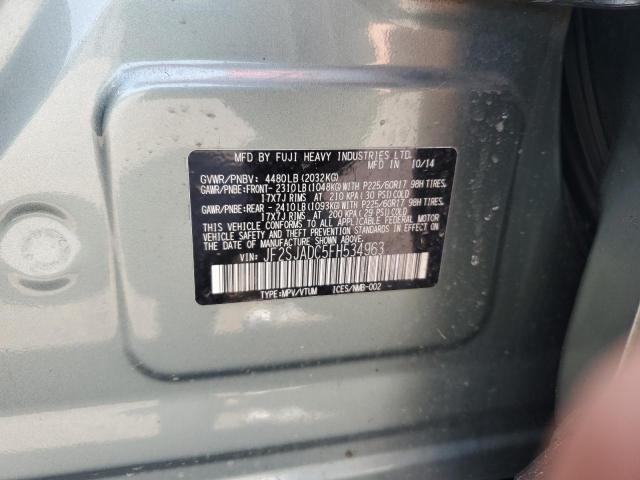 MFD BY FUJI HEAVY INDUSTRIES LTD.
MADE IN 10/14
GVWR/PNBV: 4480LB(2032KG)
GAWR/PNBE:FRONT- 2310LB(1048KG)WITH P225/60R17 98H TIRES,
17X7J RIMS AT 210 KPA(30 PSI)COLD
GAWR/PNBE:REAR - 2410LB(1093KG)WITH P225/60R17 98H TIRES,
17X7J RIMS AT 200 KPA(29 PSI)COLD
THIS VEHICLE CONFORMS TO ALL APPLICABLE FEDERAL MOTOR
VEHICLE SAFETY AND BUMPER STANDARDS IN EFFECT
ON THE DATE OF MANUFACTURE SHOWN ABOVE.
VIN: JF2SJADC5FH534963
TYPE:MPV/VTUM ICES/NMB-002